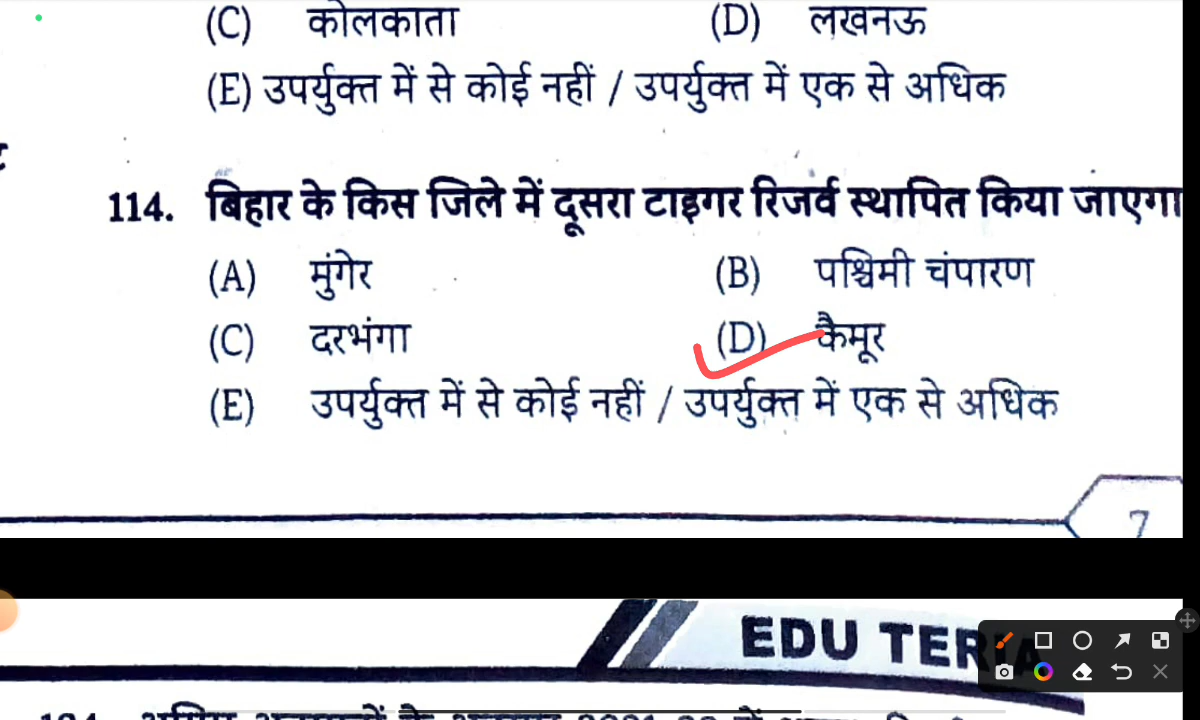 (C) कोलकाता (D) लखनऊ
(E) उपर्युक्त में से कोई नहीं / उपर्युक्त में एक से अधिक
114. बिहार के किस जिले में दूसरा टाइगर रिजर्व स्थापित किया जाएगा
(A) मुंगेर (B) पश्चिमी चंपारण
(C) दरभंगा (D) कैमूर
(E) उपर्युक्त में से कोई नहीं / उपर्युक्त में एक से अधिक
7
EDU TERIA